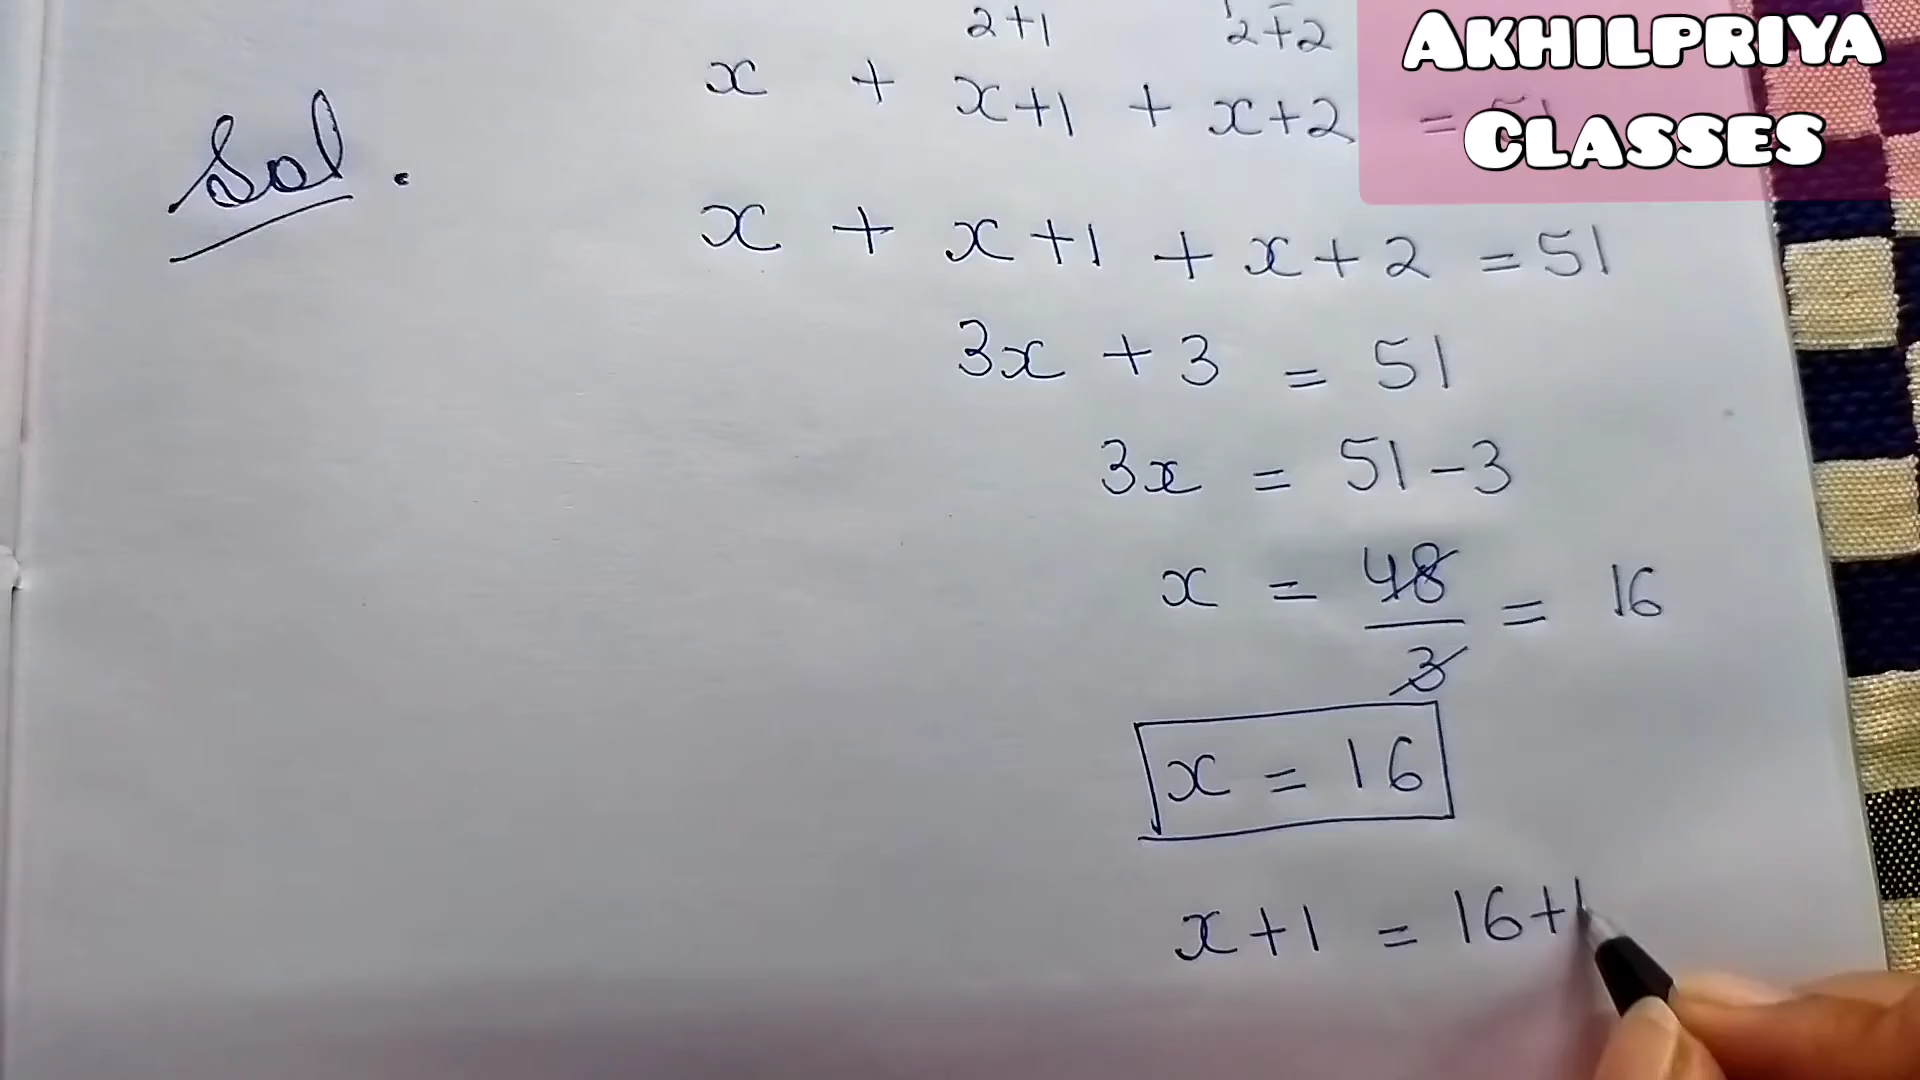 2+1 2+2
x + x+1 + x+2 =
AKHILPRIYA
CLASSES
Sol.
x + x+1 + x+2 = 51
3x + 3 = 51
3x = 51-3
x = 48/3 = 16
x = 16
x+1 = 16+1